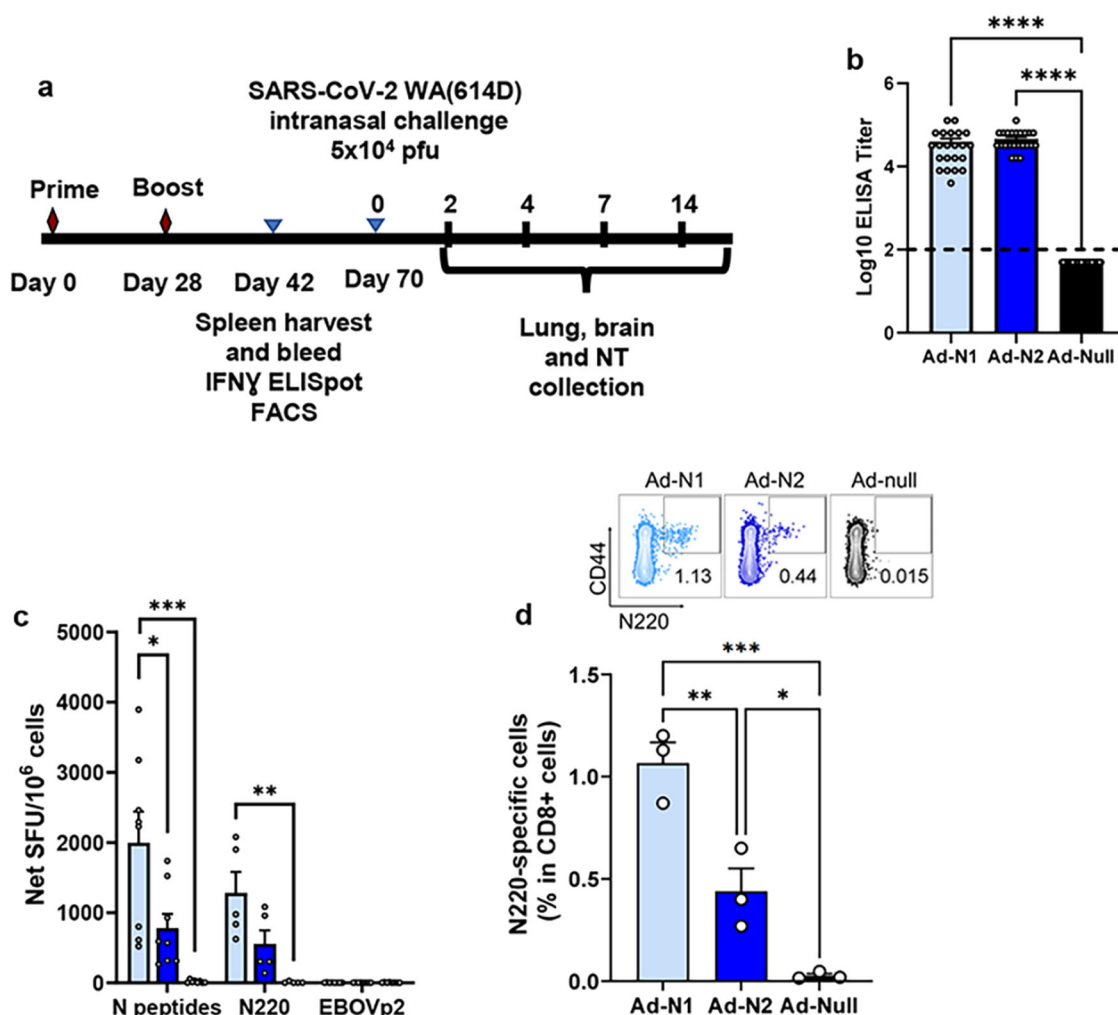 a
SARS-CoV-2 WA(614D)
intranasal challenge
5x10⁴ pfu
Prime
Boost
0
2
4
7
14
Day 0
Day 28
Day 42
Day 70
Spleen harvest
and bleed
IFNɣ ELISpot
FACS
Lung, brain
and NT
collection
b
****
****
Log10 ELISA Titer
6
4
2
0
Ad-N1
Ad-N2
Ad-Null
c
***
*
**
Net SFU/10⁶ cells
5000
4000
3000
2000
1000
0
N peptides
N220
EBOVp2
Ad-N1
Ad-N2
Ad-null
CD44
1.13
0.44
0.015
N220
d
***
**
*
N220-specific cells
(% in CD8+ cells)
1.5
1.0
0.5
0.0
Ad-N1
Ad-N2
Ad-Null